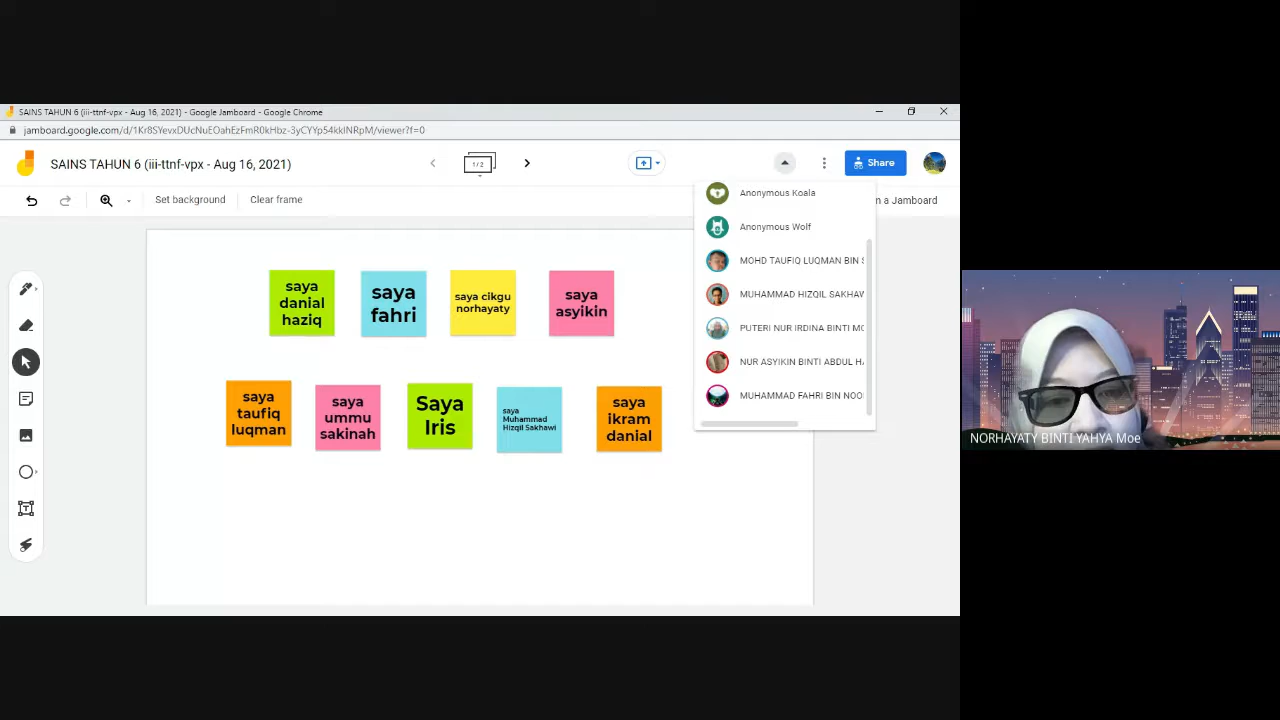 SAINS TAHUN 6 (iii-ttnf-vpx - Aug 16, 2021) - Google Jamboard - Google Chrome
jamboard.google.com/d/1Kr8SYevxDUcNuEOahEzFmR0kHbz-3yCYYp54kkINRpM/viewer?f=0
SAINS TAHUN 6 (iii-ttnf-vpx - Aug 16, 2021)
1 / 2
Share
Set background
Clear frame
n a Jamboard
Anonymous Koala
Anonymous Wolf
MOHD TAUFIQ LUQMAN BIN S
MUHAMMAD HIZQIL SAKHAW
PUTERI NUR IRDINA BINTI MO
NUR ASYIKIN BINTI ABDUL HA
MUHAMMAD FAHRI BIN NOO
saya
danial
haziq
saya
fahri
saya cikgu
norhayaty
saya
asyikin
saya
taufiq
luqman
saya
ummu
sakinah
Saya
Iris
saya
Muhammad
Hizqil Sakhawi
saya
ikram
danial
NORHAYATY BINTI YAHYA Moe